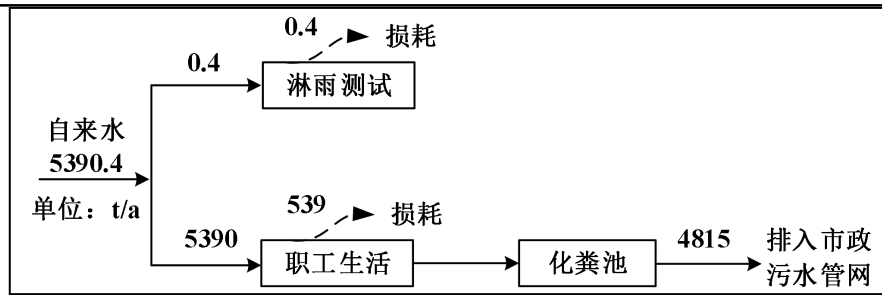 0.4
损耗
0.4
淋雨测试
自来水
5390.4
单位：t/a
539
损耗
5390
职工生活
化粪池
4815
排入市政
污水管网